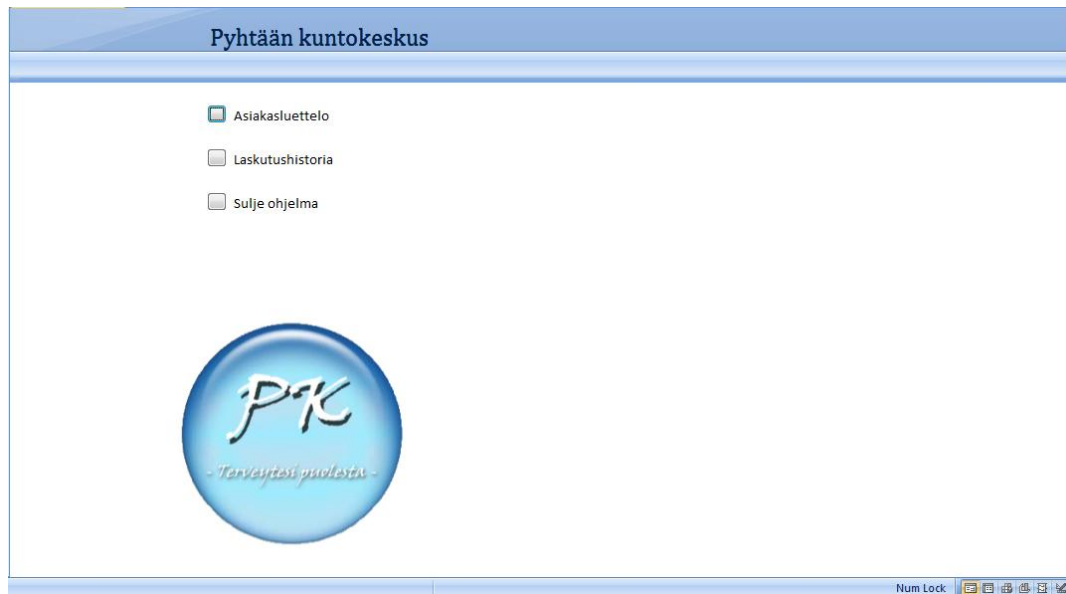 Pyhtään kuntokeskus
Asiakasluettelo
Laskutushistoria
Sulje ohjelma
PK
- Terveytesi puolesta -
Num Lock